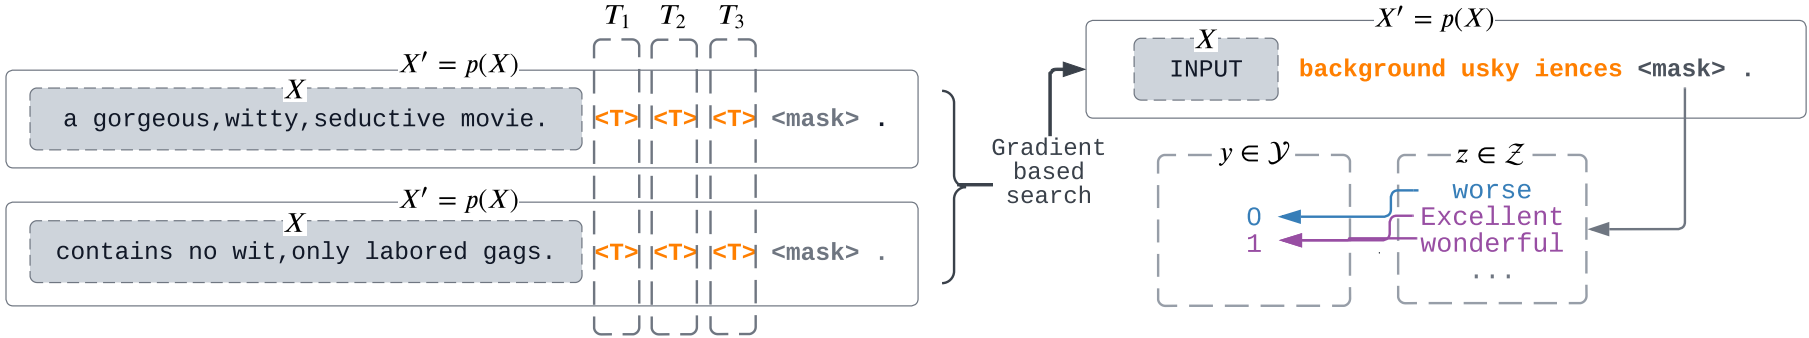 T₁ T₂ T₃
X′ = p(X)
X
a gorgeous,witty,seductive movie. <T> <T> <T> <mask> .
X′ = p(X)
X
contains no wit,only labored gags. <T> <T> <T> <mask> .
Gradient
based
search
X′ = p(X)
X
INPUT background usky iences <mask> .
y ∈ 𝒴
0
1
z ∈ 𝒵
worse
Excellent
wonderful
...